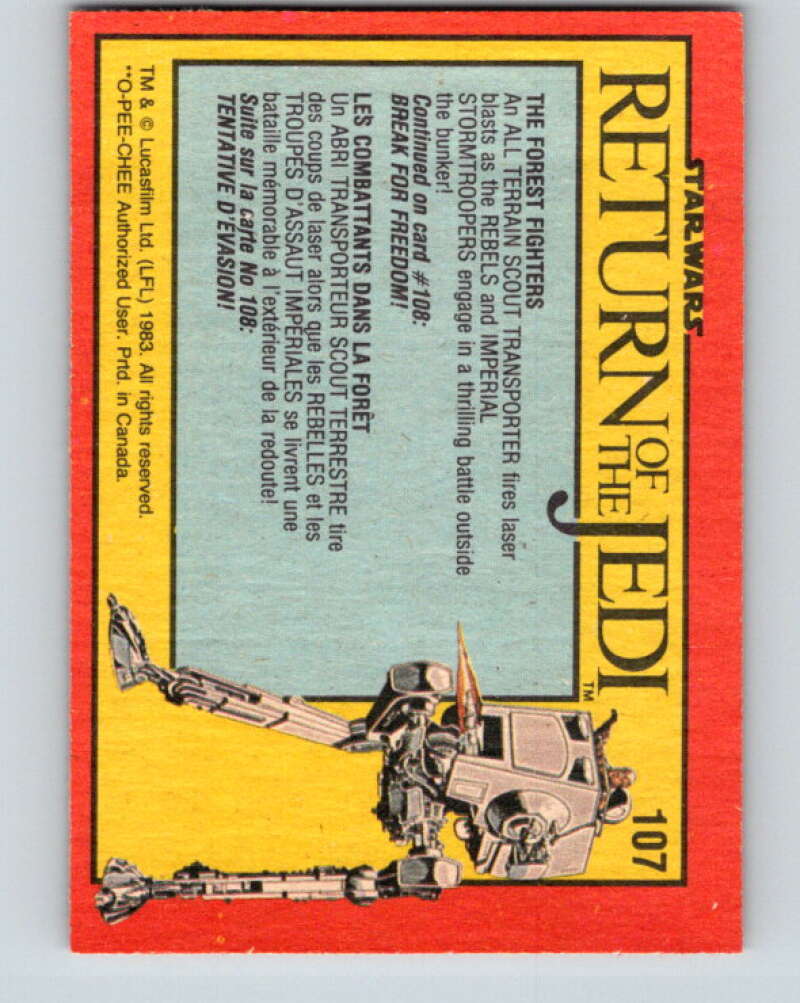 STAR WARS
RETURN OF THE JEDI™
107
THE FOREST FIGHTERS
An ALL TERRAIN SCOUT TRANSPORTER fires laser
blasts as the REBELS and IMPERIAL
STORMTROOPERS engage in a thrilling battle outside
the bunker!
Continued on card #108:
BREAK FOR FREEDOM!
LES COMBATTANTS DANS LA FORÊT
Un ABRI TRANSPORTEUR SCOUT TERRESTRE tire
des coups de laser alors que les REBELLES et les
TROUPES D'ASSAUT IMPÉRIALES se livrent une
bataille mémorable à l'extérieur de la redoute!
Suite sur la carte No 108:
TENTATIVE D'ÉVASION!
TM & © Lucasfilm Ltd. (LFL) 1983. All rights reserved.
**O-PEE-CHEE Authorized User. Prtd. in Canada.